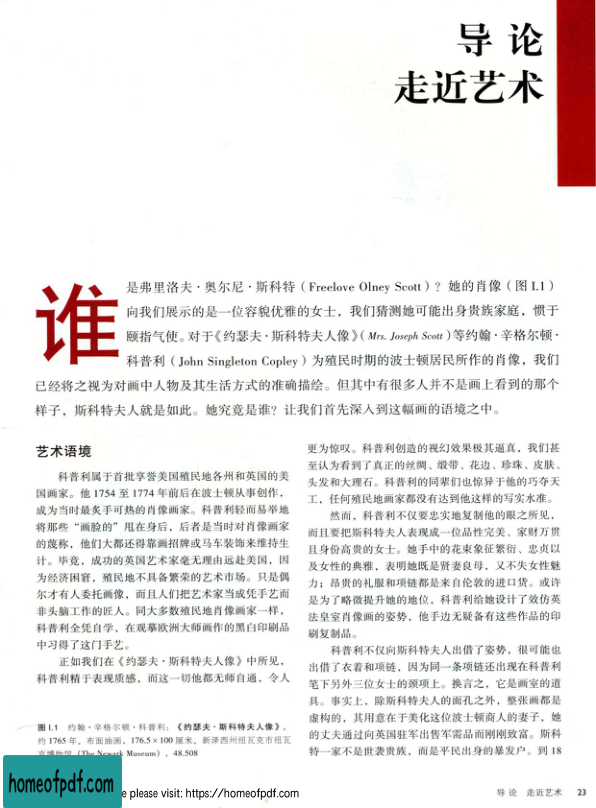 导 论
走近艺术
谁
是弗里洛夫·奥尔尼·斯科特（Freelove Olney Scott）？她的肖像（图I.1）
向我们展示的是一位容貌优雅的女士，我们猜测她可能出身贵族家庭，惯于
颐指气使。对于《约瑟夫·斯科特夫人像》（Mrs. Joseph Scott）等约翰·辛格尔顿·
科普利（John Singleton Copley）为殖民时期的波士顿居民所作的肖像，我们
已经将之视为对画中人物及其生活方式的准确描绘。但其中有很多人并不是画上看到的那个
样子，斯科特夫人就是如此。她究竟是谁？让我们首先深入到这幅画的语境之中。
艺术语境
科普利属于首批享誉美国殖民地各州和英国的美
国画家。他 1754 至 1774 年前后在波士顿从事创作，
成为当时最炙手可热的肖像画家。科普利轻而易举地
将那些“画脸的”甩在身后，后者是当时对肖像画家
的蔑称，他们大都还得靠画招牌或马车装饰来维持生
计。毕竟，成功的英国艺术家毫无理由远赴美国，因
为经济困窘，殖民地不具备繁荣的艺术市场。只是偶
尔才有人委托画像，而且人们把艺术家当成凭手艺而
非头脑工作的匠人。同大多数殖民地肖像画家一样，
科普利全凭自学，在观摹欧洲大师画作的黑白印刷品
中习得了这门手艺。
正如我们在《约瑟夫·斯科特夫人像》中所见，
科普利精于表现质感，而这一切他都无师自通，令人
图I.1 约翰·辛格尔顿·科普利：《约瑟夫·斯科特夫人像》。
约 1765 年，布面油画，176.5×100 厘米，新泽西州纽瓦克市纽瓦
克博物馆（The Newark Museum），48.508
更为惊叹。科普利创造的视幻效果极其逼真，我们甚
至认为看到了真正的丝绸、缎带、花边、珍珠、皮肤、
头发和大理石。科普利的同辈们也惊异于他的巧夺天
工，任何殖民地画家都没有达到他这样的写实水准。
然而，科普利不仅要忠实地复制他的眼之所见，
而且要把斯科特夫人表现成一位品性完美、家财万贯
且身份高贵的女士。她手中的花束象征繁衍、忠贞以
及女性的典雅，表明她既是贤妻良母，又不失女性魅
力；昂贵的礼服和项链都是来自伦敦的进口货。或许
是为了略微提升她的地位，科普利给她设计了效仿英
法皇室肖像画的姿势，他手边无疑备有这些作品的印
刷复制品。
科普利不仅向斯科特夫人出借了姿势，很可能也
出借了衣着和项链，因为同一条项链还出现在科普利
笔下另外三位女士的颈项上。换言之，它是画室的道
具。事实上，除斯科特夫人的面孔之外，整张画都是
虚构的，其用意在于美化这位波士顿商人的妻子，她
的丈夫通过向英国驻军出售军需品而刚刚致富。斯科
特一家不是世袭贵族，而是平民出身的暴发户。到 18
homeofpdf.com
e please visit: https://homeofpdf.com
导 论 走近艺术 23